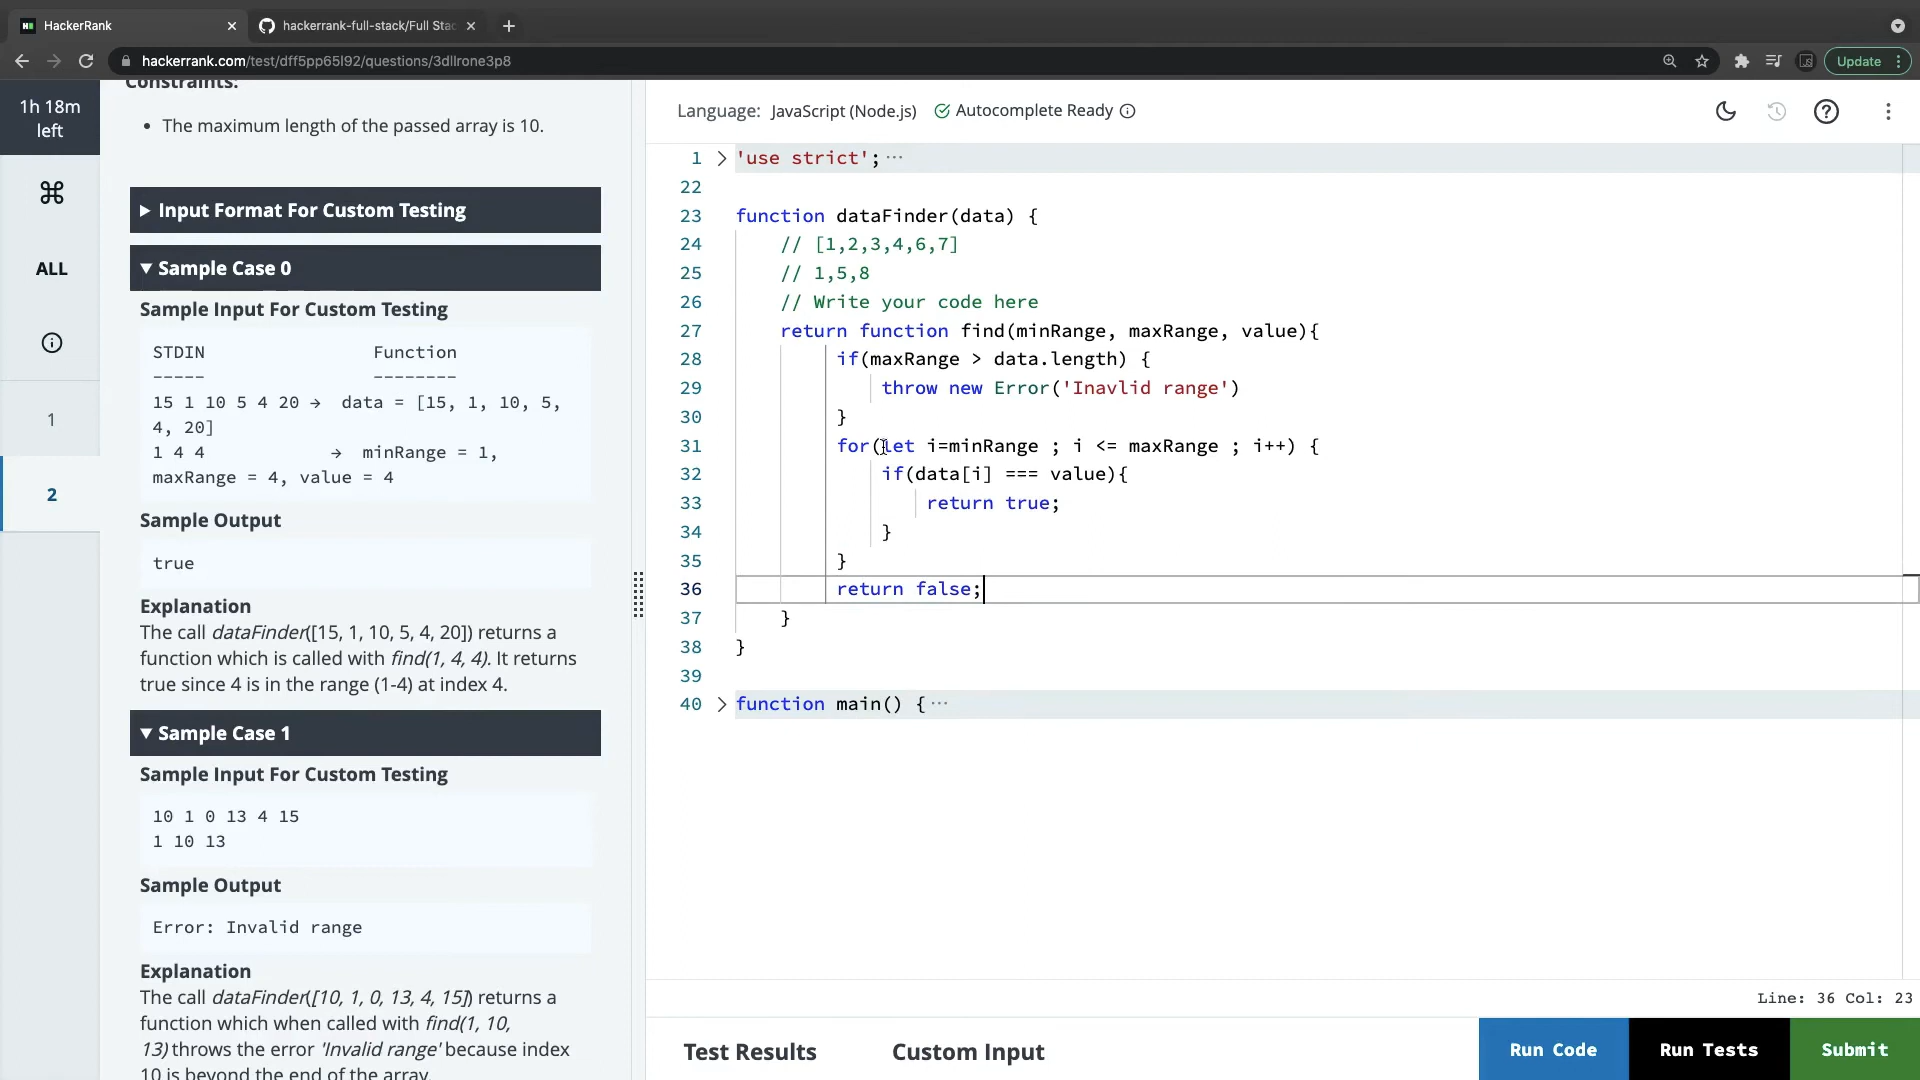 HackerRank
hackerrank-full-stack/Full Stac
hackerrank.com/test/dff5pp65l92/questions/3dllrone3p8
Update
1h 18m
left
ALL
1
2
Constraints:
• The maximum length of the passed array is 10.
Input Format For Custom Testing
Sample Case 0
Sample Input For Custom Testing
STDIN Function
----- --------
15 1 10 5 4 20 → data = [15, 1, 10, 5,
4, 20]
1 4 4 → minRange = 1,
maxRange = 4, value = 4
Sample Output
true
Explanation
The call dataFinder([15, 1, 10, 5, 4, 20]) returns a
function which is called with find(1, 4, 4). It returns
true since 4 is in the range (1-4) at index 4.
Sample Case 1
Sample Input For Custom Testing
10 1 0 13 4 15
1 10 13
Sample Output
Error: Invalid range
Explanation
The call dataFinder([10, 1, 0, 13, 4, 15]) returns a
function which when called with find(1, 10,
13) throws the error 'Invalid range' because index
10 is beyond the end of the array.
Language: JavaScript (Node.js) Autocomplete Ready
1 'use strict';···
22
23 function dataFinder(data) {
24 // [1,2,3,4,6,7]
25 // 1,5,8
26 // Write your code here
27 return function find(minRange, maxRange, value){
28 if(maxRange > data.length) {
29 throw new Error('Inavlid range')
30 }
31 for(let i=minRange ; i <= maxRange ; i++) {
32 if(data[i] === value){
33 return true;
34 }
35 }
36 return false;
37 }
38 }
39
40 function main() {···
Line: 36 Col: 23
Test Results
Custom Input
Run Code
Run Tests
Submit